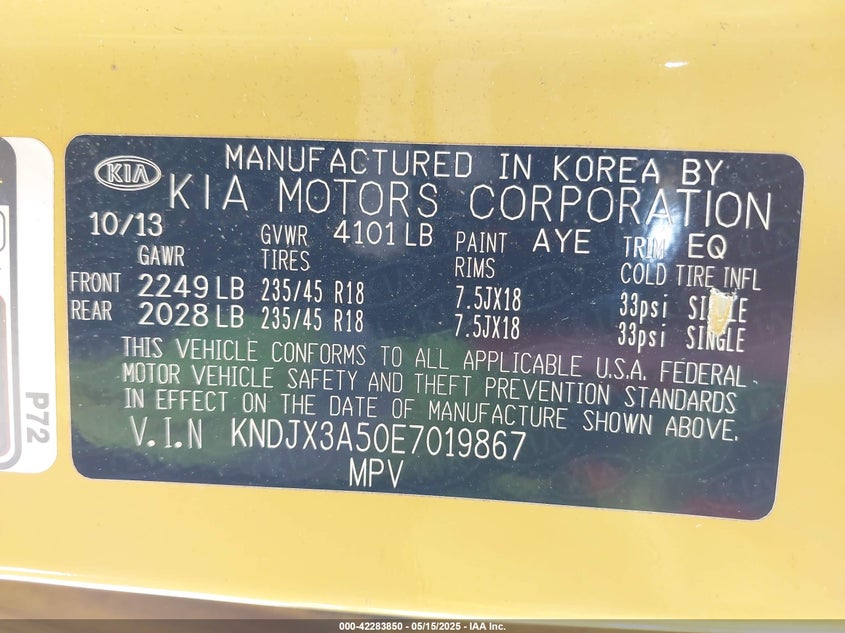 MANUFACTURED IN KOREA BY
KIA KIA MOTORS CORPORATION
10/13 GVWR 4101 LB PAINT AYE TRIM EQ
GAWR TIRES RIMS COLD TIRE INFL
FRONT 2249 LB 235/45 R18 7.5JX18 33psi SINGLE
REAR 2028 LB 235/45 R18 7.5JX18 33psi SINGLE
THIS VEHICLE CONFORMS TO ALL APPLICABLE U.S.A. FEDERAL
MOTOR VEHICLE SAFETY AND THEFT PREVENTION STANDARDS
IN EFFECT ON THE DATE OF MANUFACTURE SHOWN ABOVE.
V.I.N KNDJX3A50E7019867
MPV
P72
000-42283850 - 05/15/2025 - IAA Inc.